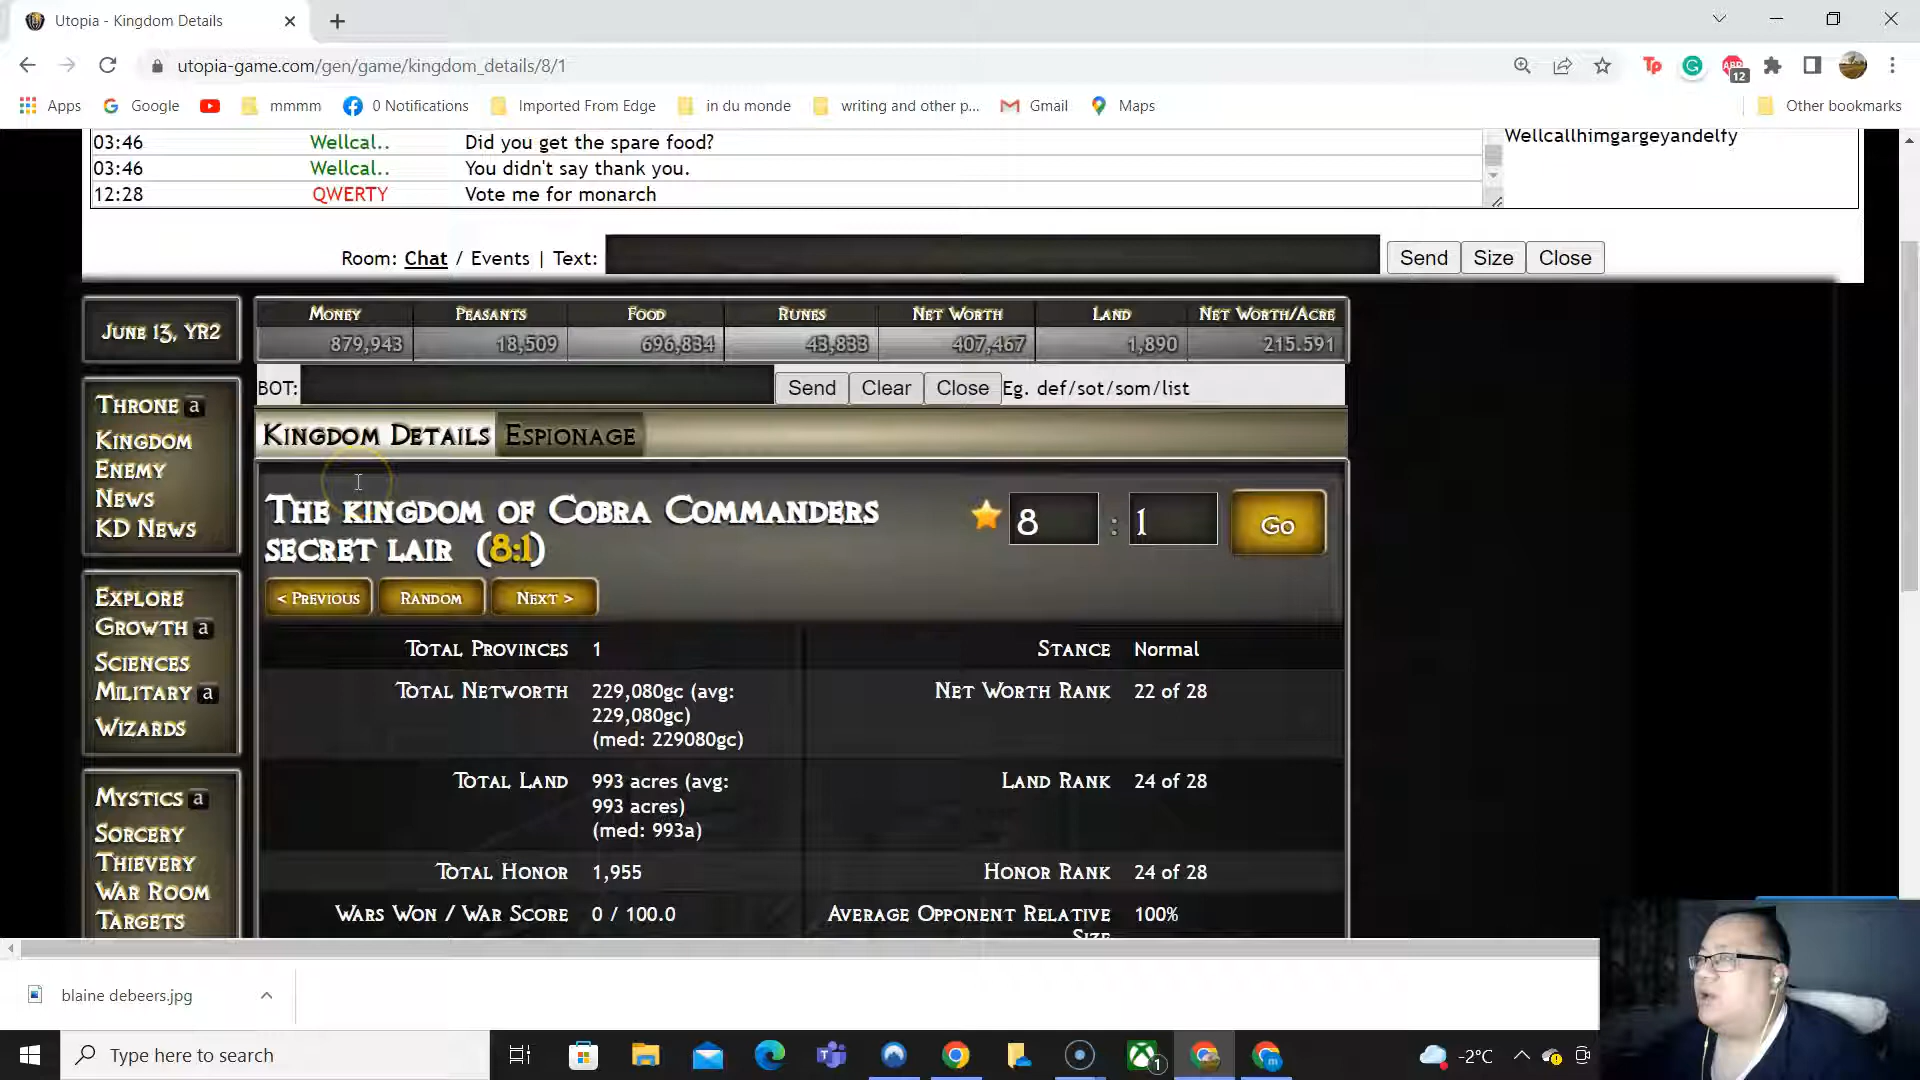 Utopia - Kingdom Details
utopia-game.com/gen/game/kingdom_details/8/1
Apps Google mmmm 0 Notifications Imported From Edge in du monde writing and other p... Gmail Maps Other bookmarks
Wellcallhimgargeyandelfy
03:46 Wellcal.. Did you get the spare food?
03:46 Wellcal.. You didn't say thank you.
12:28 QWERTY Vote me for monarch
Room: Chat / Events | Text: Send Size Close
June 13, YR2
Money Peasants Food Runes Net Worth Land Net Worth/Acre
879,943 18,509 696,834 43,833 407,467 1,890 215.591
BOT: Send Clear Close Eg. def/sot/som/list
Throne a
Kingdom
Enemy
News
KD News
Explore
Growth a
Sciences
Military a
Wizards
Mystics a
Sorcery
Thievery
War Room
Targets
Kingdom Details Espionage
The kingdom of Cobra Commanders
secret lair (8:1)
8 : 1 Go
< Previous Random Next >
Total Provinces 1 Stance Normal
Total Networth 229,080gc (avg:
229,080gc)
(med: 229080gc)
Net Worth Rank 22 of 28
Total Land 993 acres (avg:
993 acres)
(med: 993a)
Land Rank 24 of 28
Total Honor 1,955 Honor Rank 24 of 28
Wars Won / War Score 0 / 100.0 Average Opponent Relative 100%
Size
blaine debeers.jpg
Type here to search
1
-2°C
12
Tp